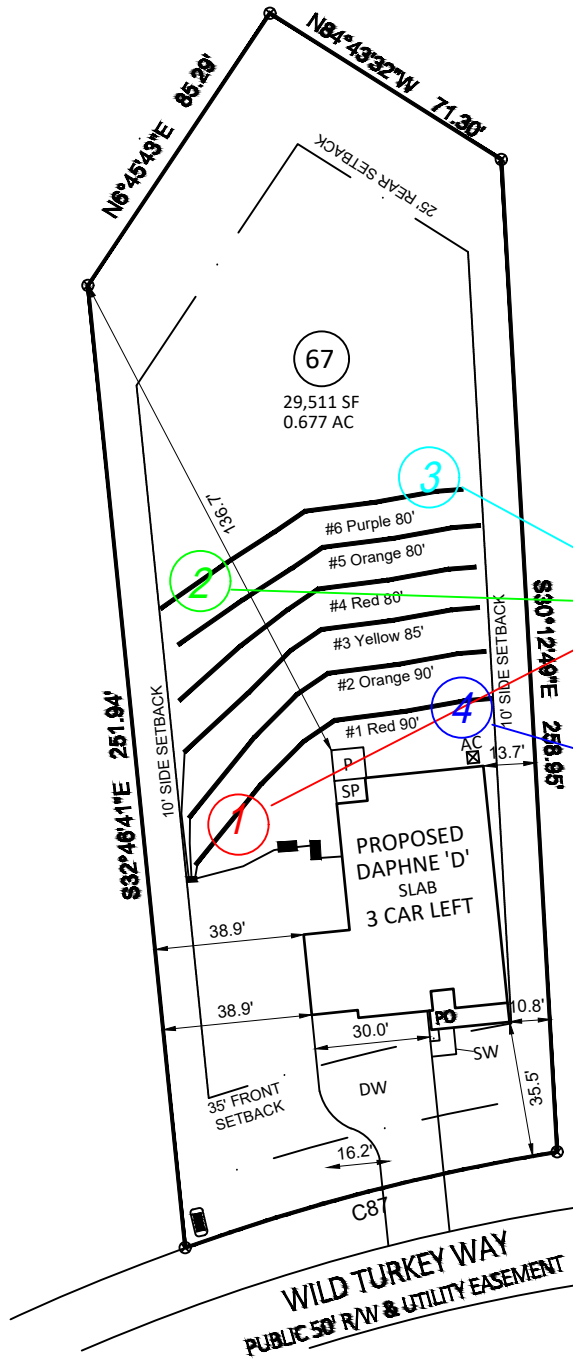 N84°43'32"W 71.30'
N6°45'43"E 85.29'
25' REAR SETBACK
67
29,511 SF
0.677 AC
136.7'
3
#6 Purple 80'
#5 Orange 80'
2
#4 Red 80'
#3 Yellow 85'
#2 Orange 90'
#1 Red 90'
4
S30°12'49"E 258.95'
10' SIDE SETBACK
10' SIDE SETBACK
S32°46'41"E 251.94'
AC
13.7'
P
SP
1
PROPOSED
DAPHNE 'D'
SLAB
3 CAR LEFT
38.9'
38.9'
30.0'
PO
10.8'
SW
DW
35.5'
35' FRONT
SETBACK
16.2'
C87
WILD TURKEY WAY
PUBLIC 50' R/W & UTILITY EASEMENT